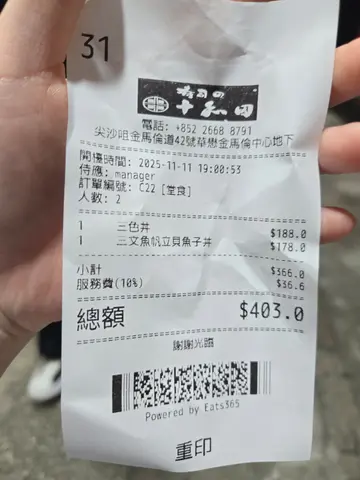 31
壽司の
十和田
電話: +852 2668 8791
尖沙咀金馬倫道42號華懋金馬倫中心地下
開檯時間: 2025-11-11 19:00:53
侍應: manager
訂單編號: C22 [堂食]
人數: 2
1 三色丼 $188.0
1 三文魚帆立貝魚子丼 $178.0
小計 $366.0
服務費(10%) $36.6
總額 $403.0
謝謝光臨
Powered by Eats365
重印